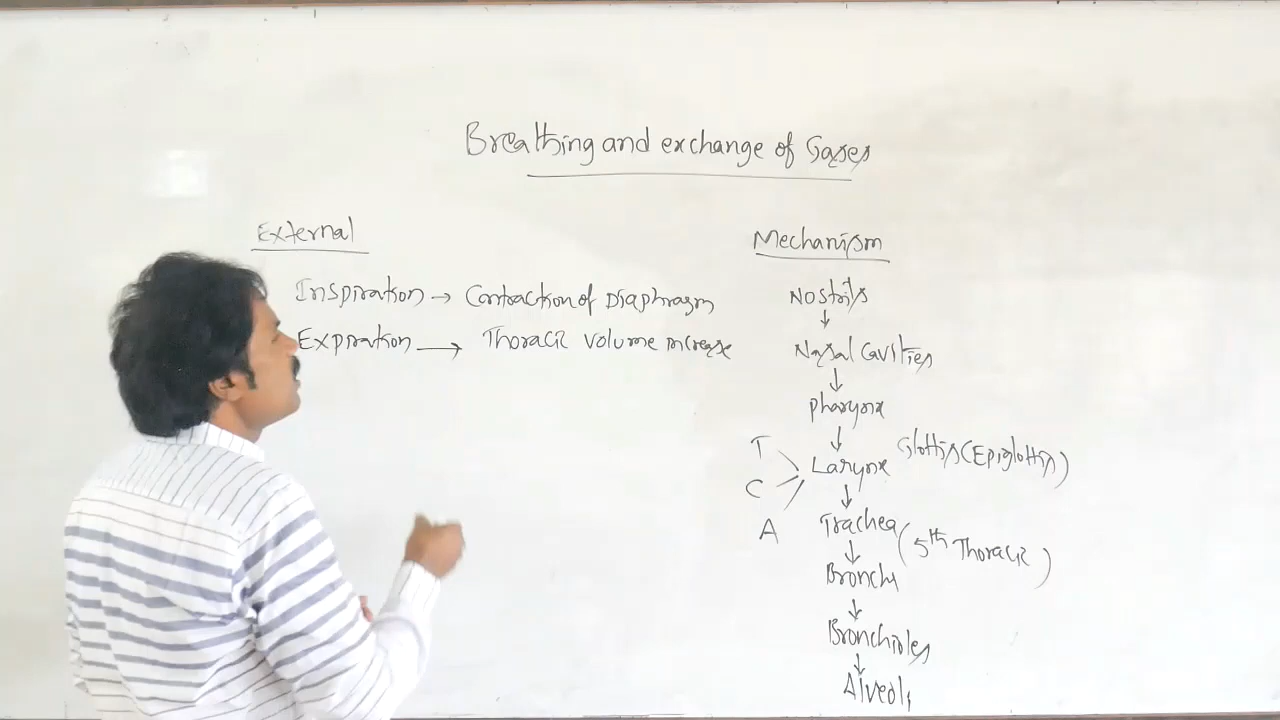 Breathing and exchange of Gases
External
Inspiration → Contraction of Diaphragm
Expiration → Thoracic volume increase
Mechanism
Nostrils
↓
Nasal Cavities
↓
Pharynx
↓
T
C
A
Larynx Glottis (Epiglottis)
↓
Trachea (5th Thoracic)
↓
Bronchi
↓
Bronchioles
↓
Alveoli